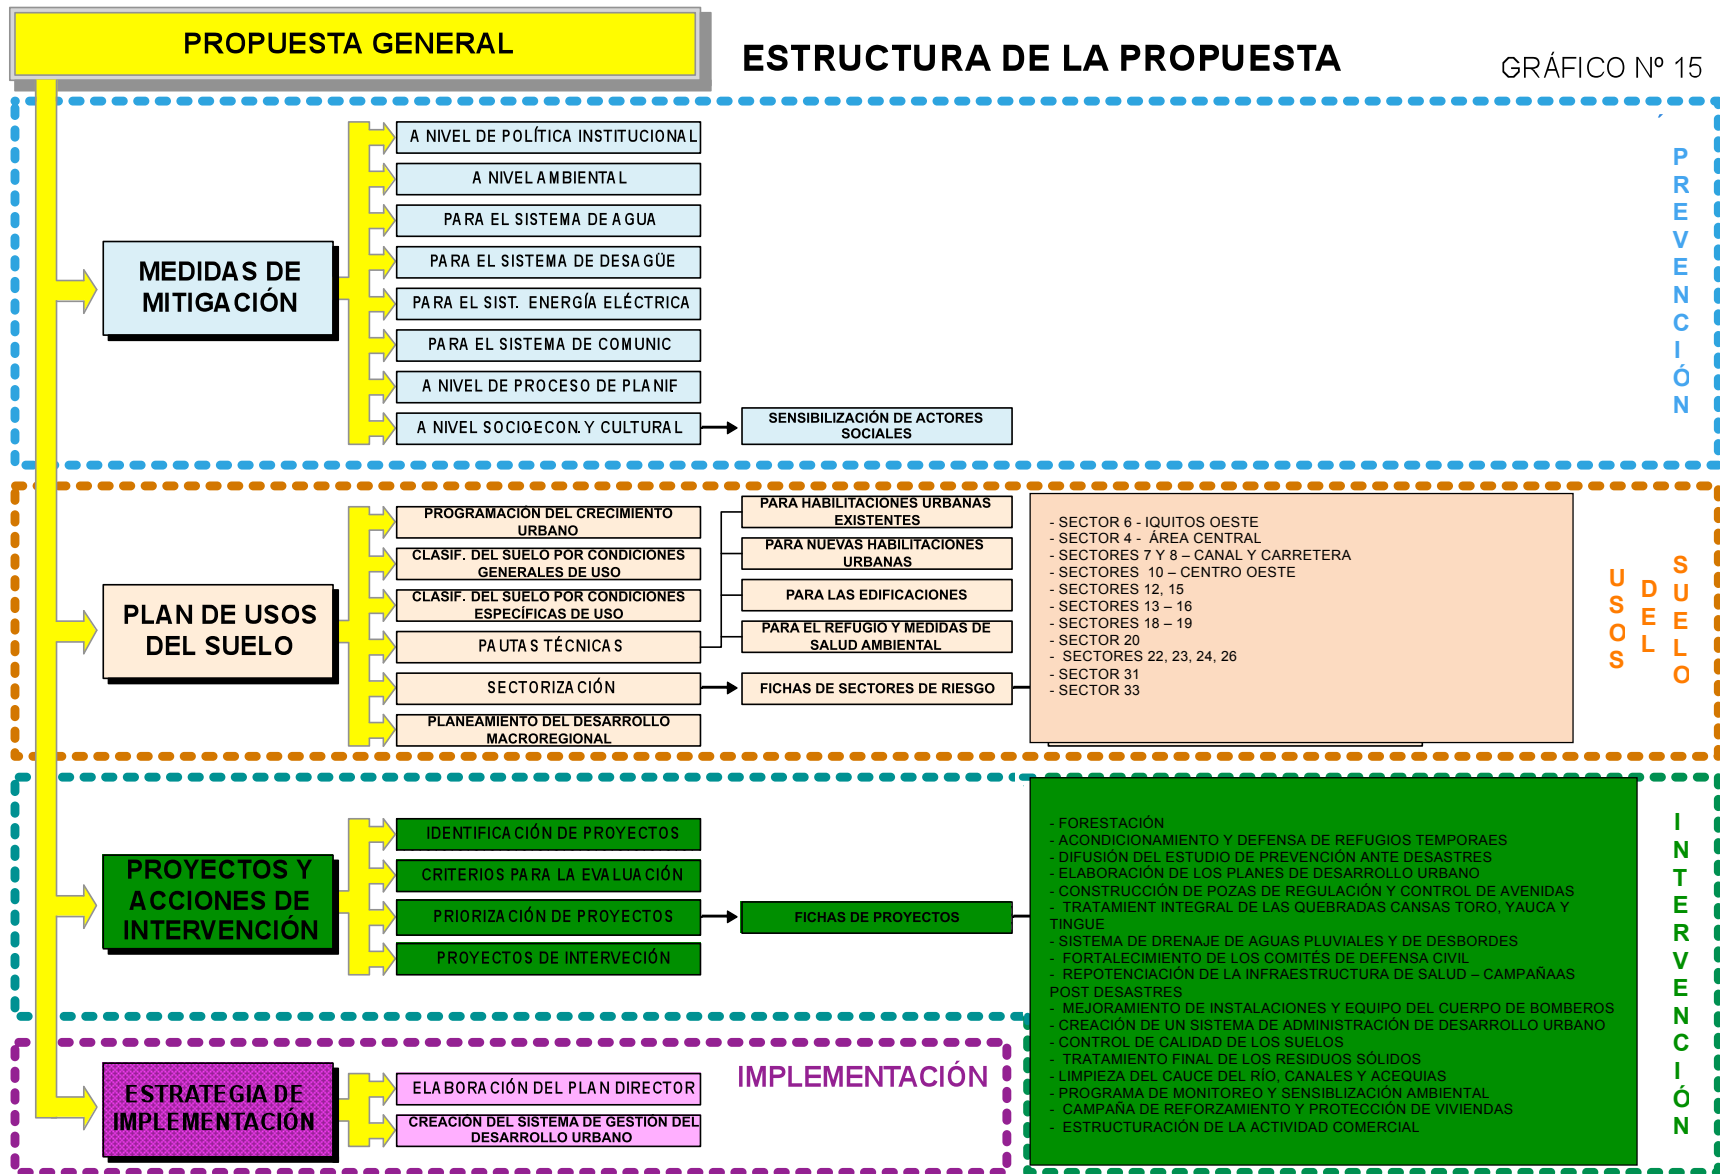 PROPUESTA GENERAL
ESTRUCTURA DE LA PROPUESTA
GRÁFICO Nº 15
MEDIDAS DE
MITIGACIÓN
A NIVEL DE POLÍTICA INSTITUCIONAL
A NIVEL AMBIENTAL
PARA EL SISTEMA DE AGUA
PARA EL SISTEMA DE DESAGÜE
PARA EL SIST. ENERGÍA ELÉCTRICA
PARA EL SISTEMA DE COMUNIC
A NIVEL DE PROCESO DE PLANIF
A NIVEL SOCIO-ECON. Y CULTURAL
SENSIBILIZACIÓN DE ACTORES
SOCIALES
PREVENCIÓN
PLAN DE USOS
DEL SUELO
PROGRAMACIÓN DEL CRECIMIENTO
URBANO
CLASIF. DEL SUELO POR CONDICIONES
GENERALES DE USO
CLASIF. DEL SUELO POR CONDICIONES
ESPECÍFICAS DE USO
PAUTAS TÉCNICAS
SECTORIZACIÓN
PLANEAMIENTO DEL DESARROLLO
MACROREGIONAL
PARA HABILITACIONES URBANAS
EXISTENTES
PARA NUEVAS HABILITACIONES
URBANAS
PARA LAS EDIFICACIONES
PARA EL REFUGIO Y MEDIDAS DE
SALUD AMBIENTAL
FICHAS DE SECTORES DE RIESGO
- SECTOR 6 - IQUITOS OESTE
- SECTOR 4 - ÁREA CENTRAL
- SECTORES 7 Y 8 – CANAL Y CARRETERA
- SECTORES 10 – CENTRO OESTE
- SECTORES 12, 15
- SECTORES 13 – 16
- SECTORES 18 – 19
- SECTOR 20
- SECTORES 22, 23, 24, 26
- SECTOR 31
- SECTOR 33
USOS
DEL
SUELO
PROYECTOS Y
ACCIONES DE
INTERVENCIÓN
IDENTIFICACIÓN DE PROYECTOS
CRITERIOS PARA LA EVALUACIÓN
PRIORIZACIÓN DE PROYECTOS
PROYECTOS DE INTERVECIÓN
FICHAS DE PROYECTOS
- FORESTACIÓN
- ACONDICIONAMIENTO Y DEFENSA DE REFUGIOS TEMPORAES
- DIFUSIÓN DEL ESTUDIO DE PREVENCIÓN ANTE DESASTRES
- ELABORACIÓN DE LOS PLANES DE DESARROLLO URBANO
- CONSTRUCCIÓN DE POZAS DE REGULACIÓN Y CONTROL DE AVENIDAS
- TRATAMIENT INTEGRAL DE LAS QUEBRADAS CANSAS TORO, YAUCA Y
TINGUE
- SISTEMA DE DRENAJE DE AGUAS PLUVIALES Y DE DESBORDES
- FORTALECIMIENTO DE LOS COMITÉS DE DEFENSA CIVIL
- REPOTENCIACIÓN DE LA INFRAESTRUCTURA DE SALUD – CAMPAÑAAS
POST DESASTRES
- MEJORAMIENTO DE INSTALACIONES Y EQUIPO DEL CUERPO DE BOMBEROS
- CREACIÓN DE UN SISTEMA DE ADMINISTRACIÓN DE DESARROLLO URBANO
- CONTROL DE CALIDAD DE LOS SUELOS
- TRATAMIENTO FINAL DE LOS RESIDUOS SÓLIDOS
- LIMPIEZA DEL CAUCE DEL RÍO, CANALES Y ACEQUIAS
- PROGRAMA DE MONITOREO Y SENSIBLIZACIÓN AMBIENTAL
- CAMPAÑA DE REFORZAMIENTO Y PROTECCIÓN DE VIVIENDAS
- ESTRUCTURACIÓN DE LA ACTIVIDAD COMERCIAL
INTERVENCIÓN
ESTRATEGIA DE
IMPLEMENTACIÓN
ELABORACIÓN DEL PLAN DIRECTOR
CREACIÓN DEL SISTEMA DE GESTIÓN DEL
DESARROLLO URBANO
IMPLEMENTACIÓN